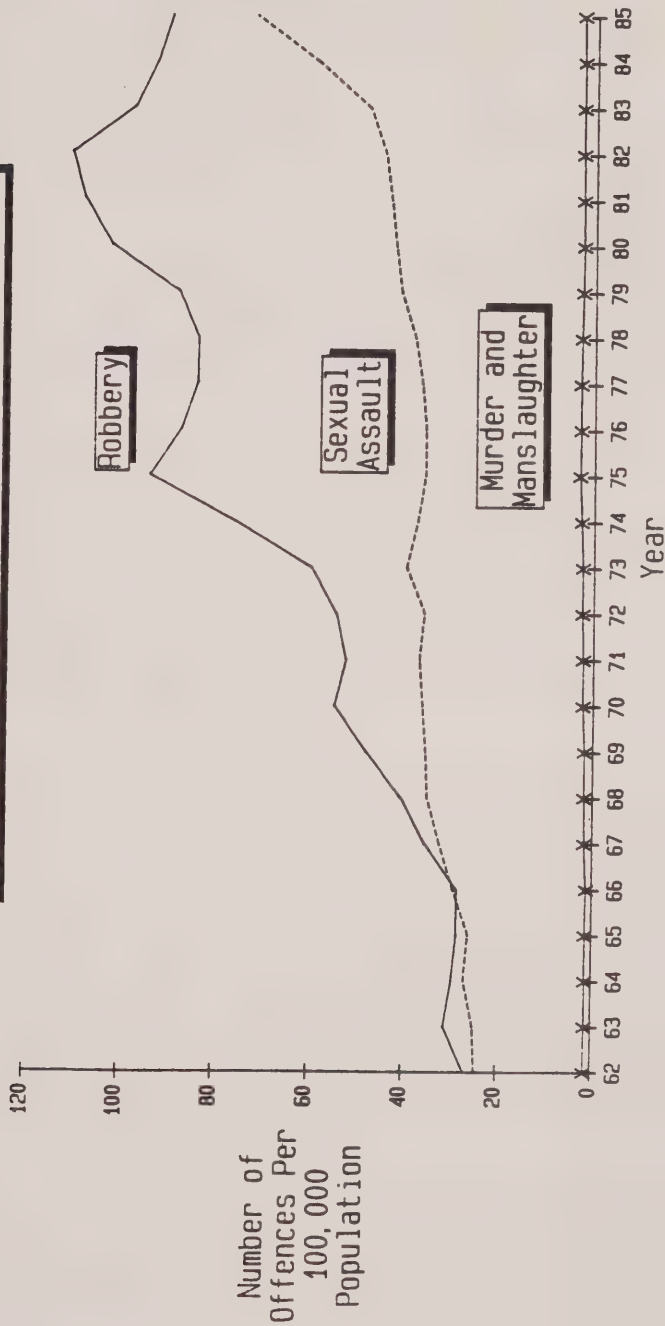 120
100
80
60
40
20
0
Number of
Offences Per
100,000
Population
Robbery
Sexual
Assault
Murder and
Manslaughter
62 63 64 65 66 67 68 69 70 71 72 73 74 75 76 77 78 79 80 81 82 83 84 85
Year